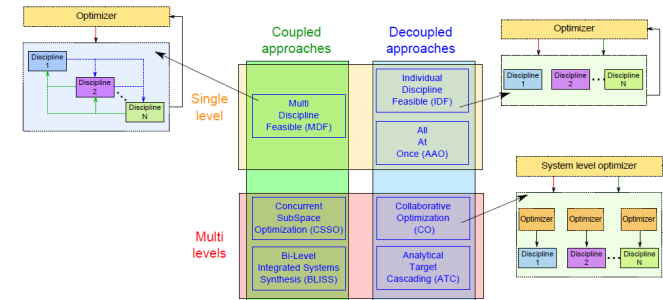 Optimizer
Discipline
1
Discipline
2
Discipline
N
Coupled
approaches
Decoupled
approaches
Optimizer
Discipline
1
Discipline
2
Discipline
N
Single
level
Multi
Discipline
Feasible (MDF)
Individual
Discipline
Feasible (IDF)
All
At
Once (AAO)
Multi
levels
Concurrent
SubSpace
Optimization (CSSO)
Collaborative
Optimization
(CO)
Bi-Level
Integrated Systems
Synthesis (BLISS)
Analytical
Target
Cascading (ATC)
System level optimizer
Optimizer
Optimizer
Optimizer
Discipline
1
Discipline
2
Discipline
N